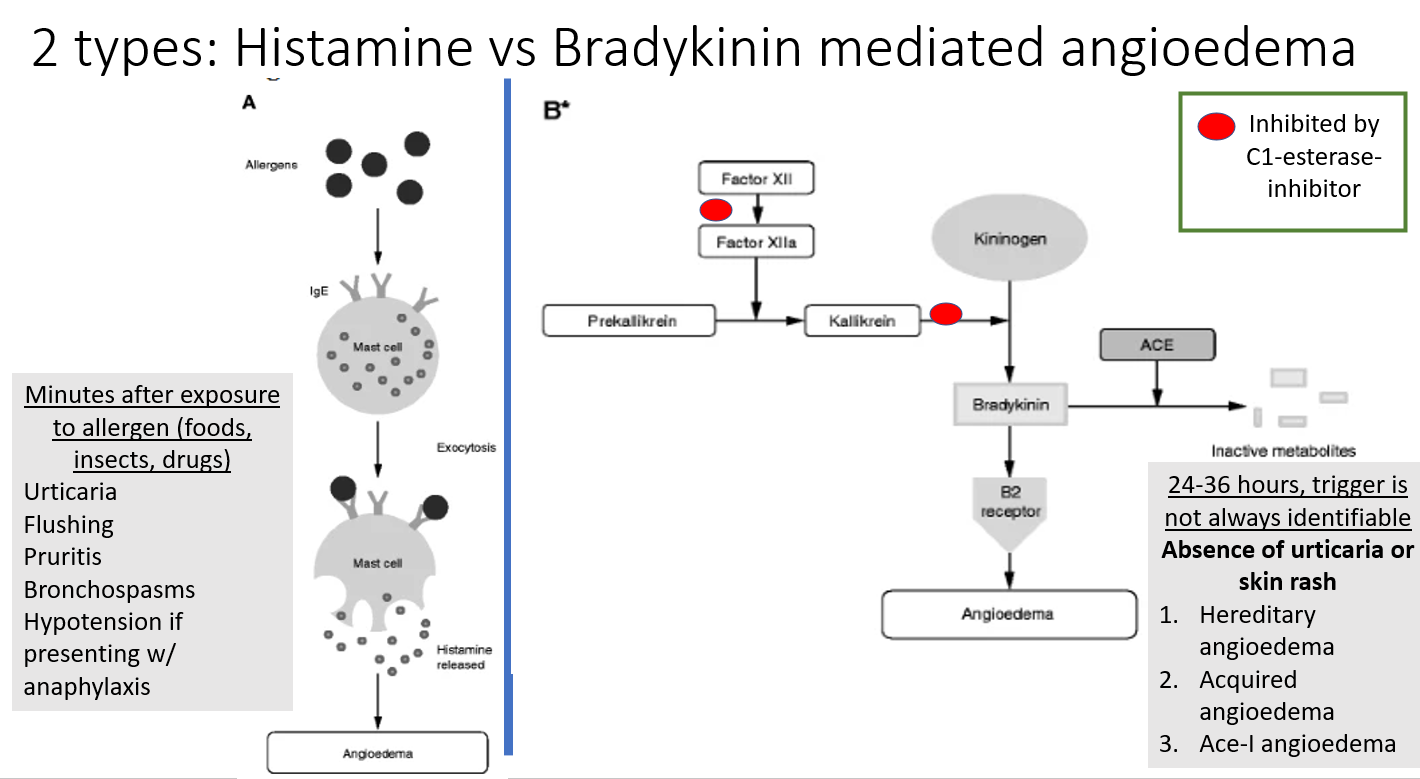 2 types: Histamine vs Bradykinin mediated angioedema
A
Allergens
IgE
Mast cell
Exocytosis
Mast cell
Histamine
released
Angioedema
Minutes after exposure
to allergen (foods,
insects, drugs)
Urticaria
Flushing
Pruritis
Bronchospasms
Hypotension if
presenting w/
anaphylaxis
B*
Factor XII
Factor XIIa
Prekallikrein
Kallikrein
Kininogen
ACE
Bradykinin
Inactive metabolites
B2
receptor
Angioedema
Inhibited by
C1-esterase-
inhibitor
24-36 hours, trigger is
not always identifiable
Absence of urticaria or
skin rash
1. Hereditary
angioedema
2. Acquired
angioedema
3. Ace-I angioedema